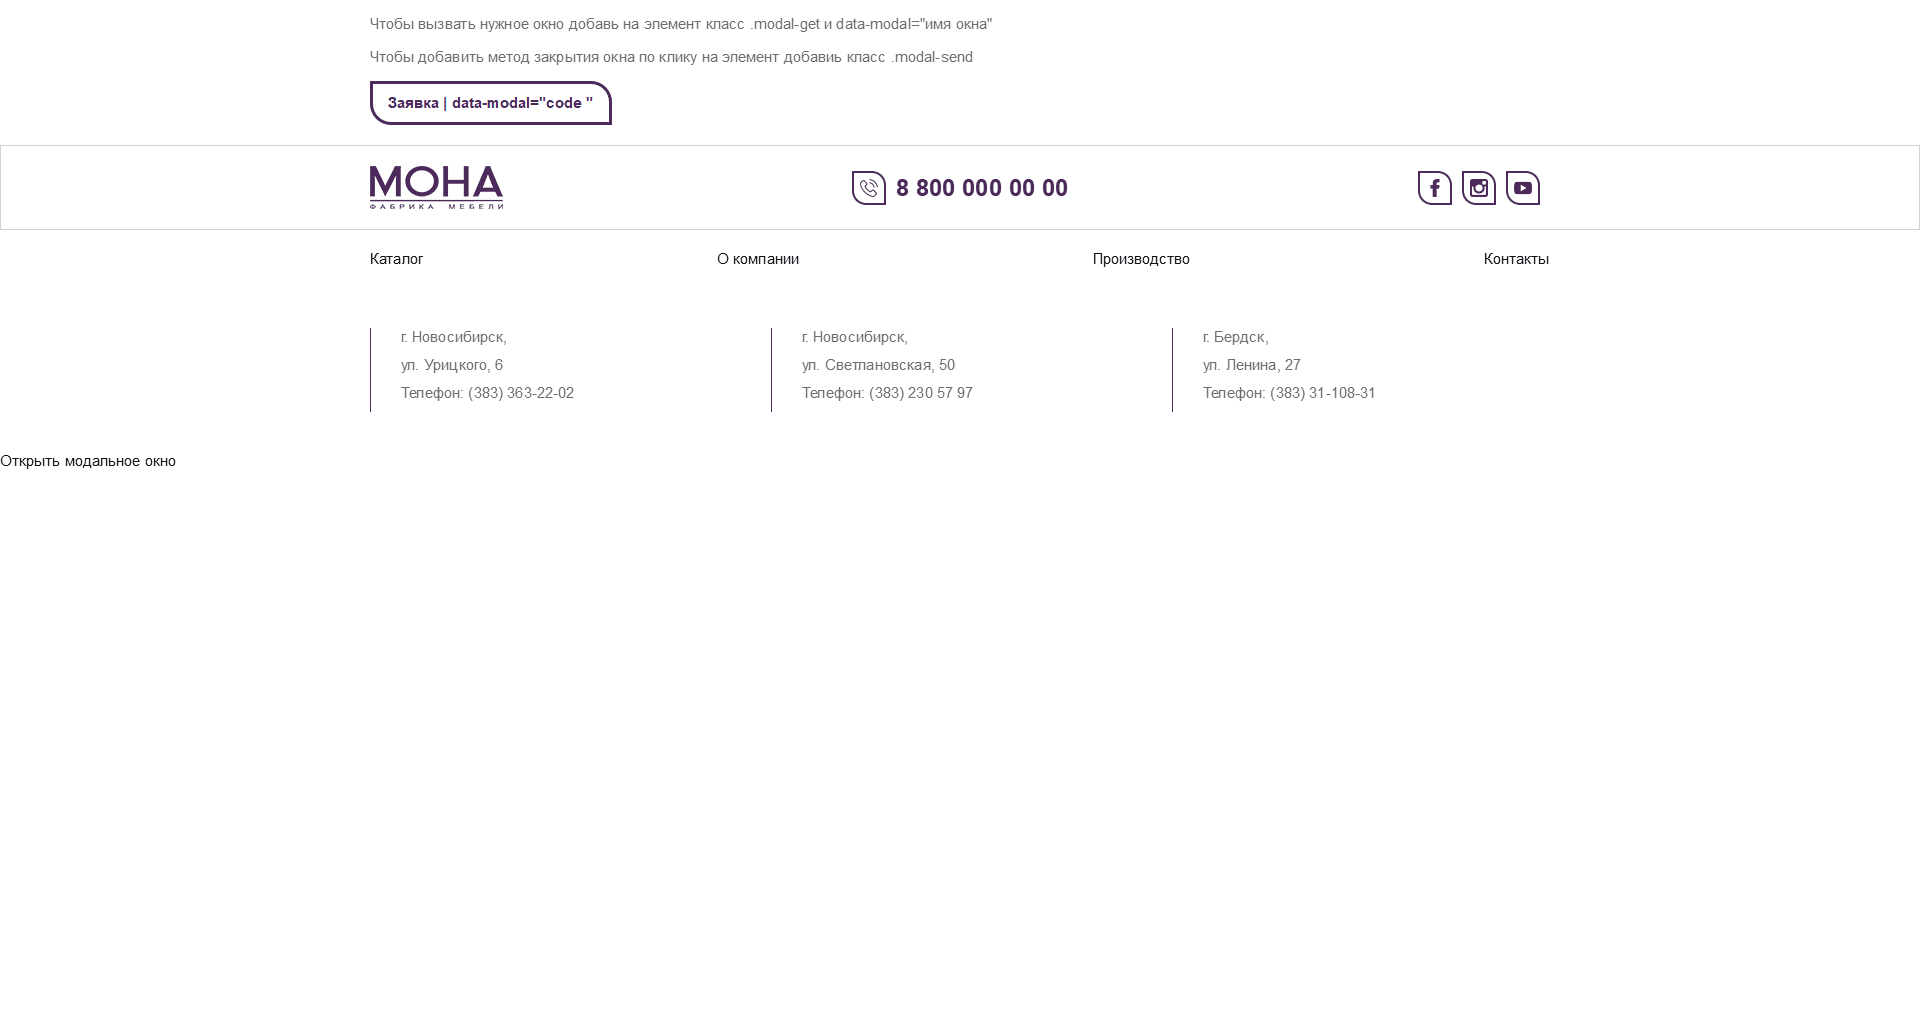 Чтобы вызвать нужное окно добавь на элемент класс .modal-get и data-modal="имя окна"
Чтобы добавить метод закрытия окна по клику на элемент добавиь класс .modal-send
Заявка | data-modal="code "
МОНА
ФАБРИКА МЕБЕЛИ
8 800 000 00 00
Каталог
О компании
Производство
Контакты
г. Новосибирск,
ул. Урицкого, 6
Телефон: (383) 363-22-02
г. Новосибирск,
ул. Светлановская, 50
Телефон: (383) 230 57 97
г. Бердск,
ул. Ленина, 27
Телефон: (383) 31-108-31
Открыть модальное окно